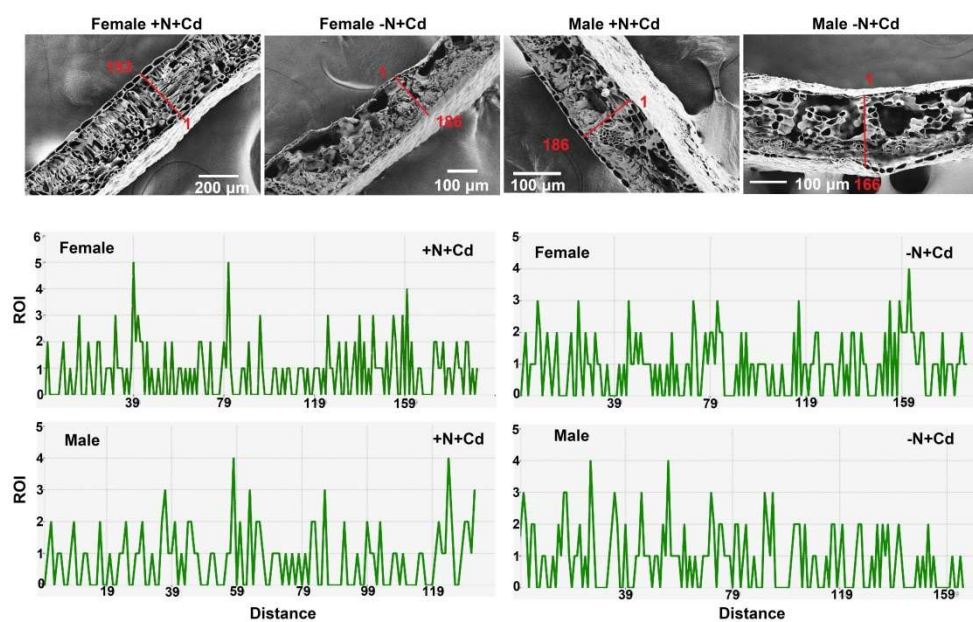 Female +N+Cd
Female -N+Cd
Male +N+Cd
Male -N+Cd
193
1
200 µm
1
186
100 µm
1
186
100 µm
1
166
100 µm
ROI
6
5
4
3
2
1
0
Female
+N+Cd
39
79
119
159
5
4
3
2
1
0
Female
-N+Cd
39
79
119
159
ROI
5
4
3
2
1
0
Male
+N+Cd
19
39
59
79
99
119
Distance
5
4
3
2
1
0
Male
-N+Cd
39
79
119
159
Distance